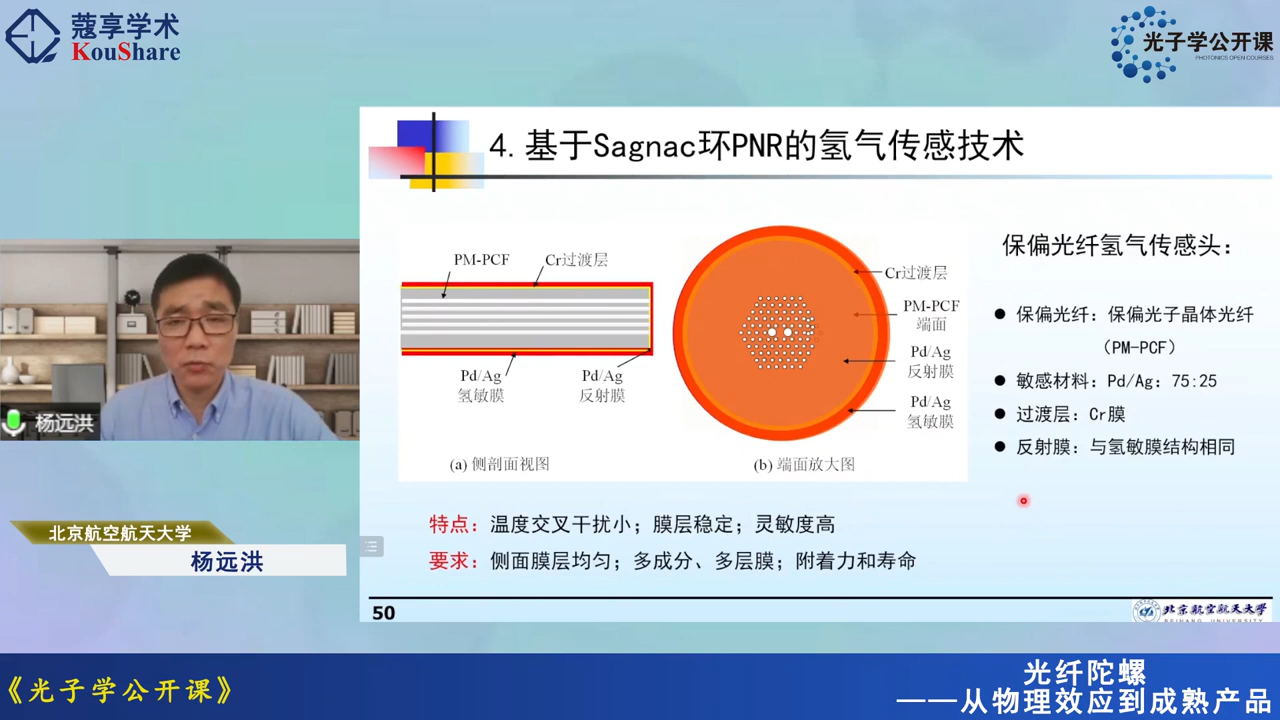 蔻享学术
KouShare
光子学公开课
PHOTONICS OPEN COURSES
4.基于Sagnac环PNR的氢气传感技术
PM-PCF
Cr过渡层
Pd/Ag
氢敏膜
Pd/Ag
反射膜
(a) 侧剖面视图
Cr过渡层
PM-PCF
端面
Pd/Ag
反射膜
Pd/Ag
氢敏膜
(b) 端面放大图
保偏光纤氢气传感头：
● 保偏光纤：保偏光子晶体光纤
（PM-PCF）
● 敏感材料：Pd/Ag：75:25
● 过渡层：Cr膜
● 反射膜：与氢敏膜结构相同
特点：温度交叉干扰小；膜层稳定；灵敏度高
要求：侧面膜层均匀；多成分、多层膜；附着力和寿命
50
北京航空航天大学
BEIHANG UNIVERSITY
杨远洪
北京航空航天大学
杨远洪
《光子学公开课》
光纤陀螺
——从物理效应到成熟产品